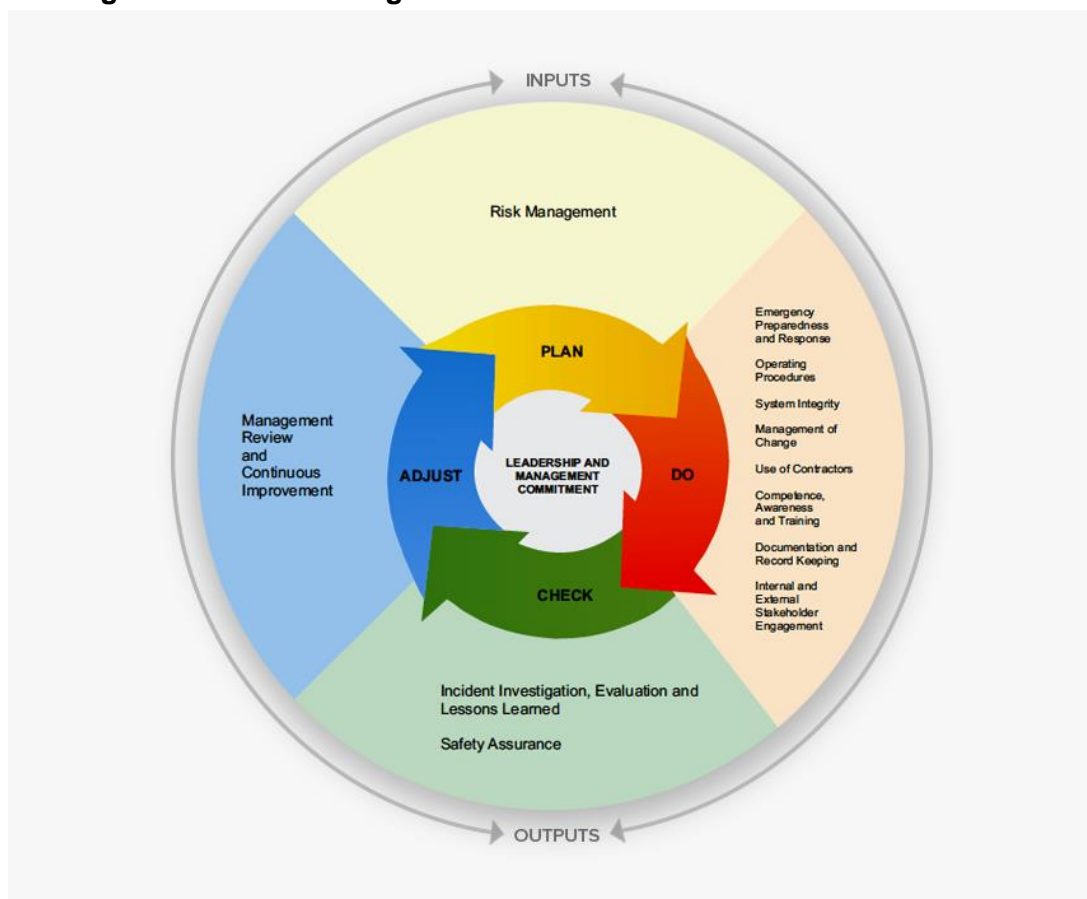 INPUTS
Risk Management
PLAN
Emergency
Preparedness
and Response
Operating
Procedures
System Integrity
Management of
Change
Use of Contractors
Competence,
Awareness
and Training
Documentation and
Record Keeping
Internal and
External
Stakeholder
Engagement
DO
LEADERSHIP AND
MANAGEMENT
COMMITMENT
ADJUST
Management
Review
and
Continuous
Improvement
CHECK
Incident Investigation, Evaluation and
Lessons Learned
Safety Assurance
OUTPUTS